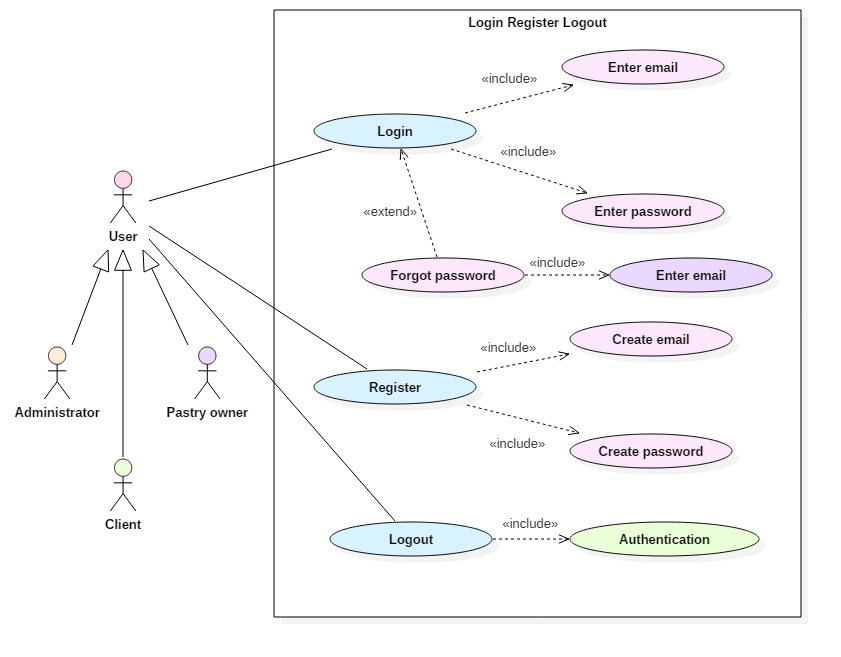 Login Register Logout
Enter email
«include»
Login
«include»
Enter password
«extend»
User
Forgot password
«include»
Enter email
Create email
«include»
Register
Administrator
Pastry owner
«include»
Create password
Client
«include»
Logout
Authentication